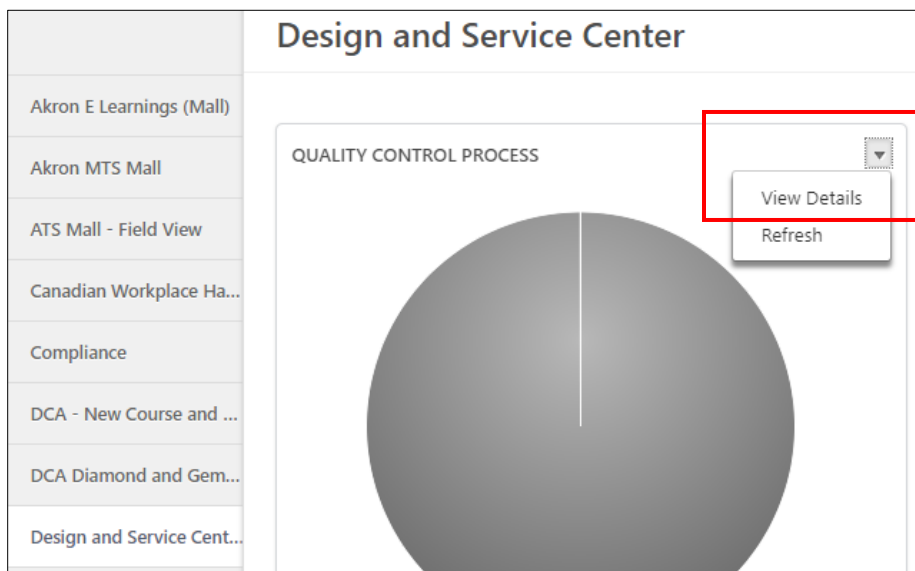 Design and Service Center
Akron E Learnings (Mall)
Akron MTS Mall
ATS Mall - Field View
Canadian Workplace Ha...
Compliance
DCA - New Course and ...
DCA Diamond and Gem...
Design and Service Cent...
QUALITY CONTROL PROCESS
View Details
Refresh